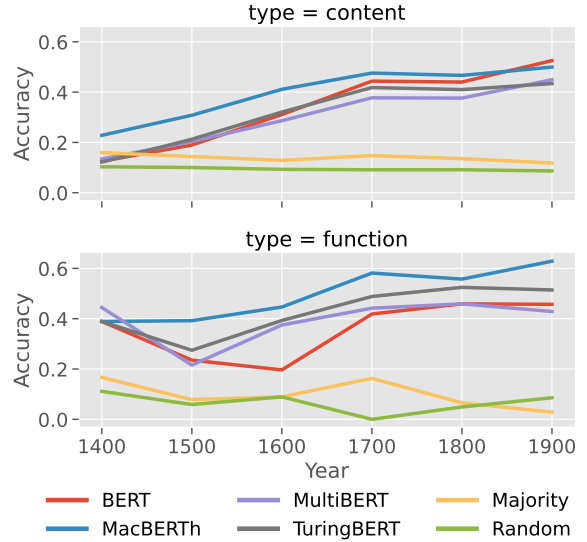 type = content
0.6
0.4
0.2
0.0
Accuracy
type = function
0.6
0.4
0.2
0.0
Accuracy
1400 1500 1600 1700 1800 1900
Year
BERT MultiBERT Majority
MacBERTh TuringBERT Random